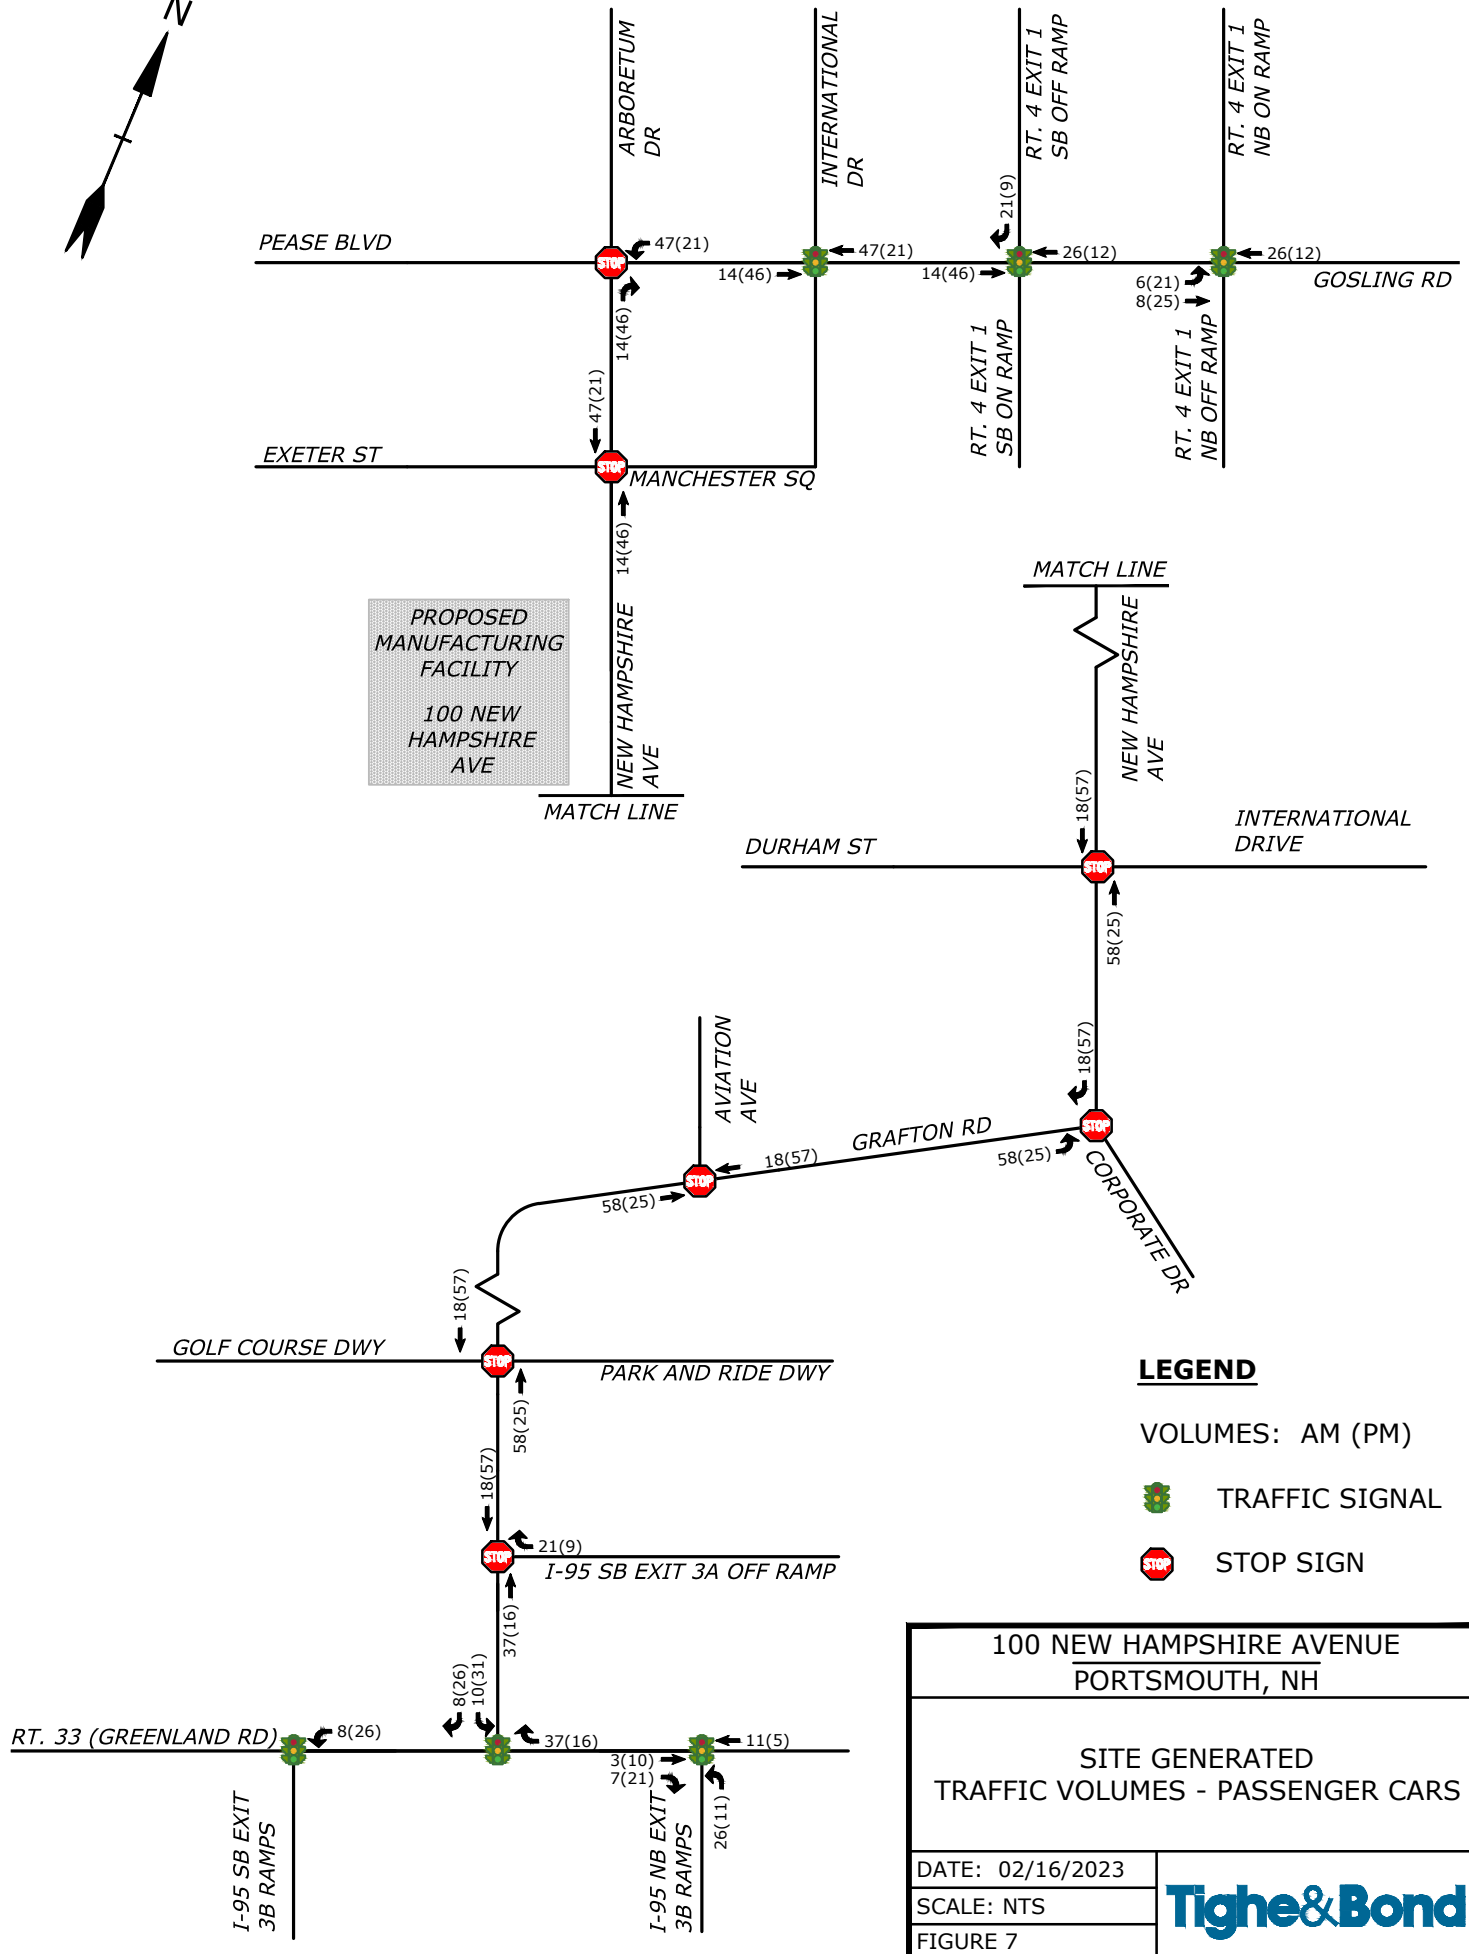 N
ARBORETUM
DR
INTERNATIONAL
DR
RT. 4 EXIT 1
SB OFF RAMP
RT. 4 EXIT 1
NB ON RAMP
PEASE BLVD
STOP
47(21)
14(46)
14(46)
47(21)
21(9)
14(46)
26(12)
6(21)
8(25)
26(12)
GOSLING RD
RT. 4 EXIT 1
SB ON RAMP
RT. 4 EXIT 1
NB OFF RAMP
47(21)
EXETER ST
STOP
MANCHESTER SQ
14(46)
PROPOSED
MANUFACTURING
FACILITY
100 NEW
HAMPSHIRE
AVE
NEW HAMPSHIRE
AVE
MATCH LINE
MATCH LINE
NEW HAMPSHIRE
AVE
18(57)
DURHAM ST
STOP
INTERNATIONAL
DRIVE
58(25)
18(57)
AVIATION
AVE
GRAFTON RD
STOP
18(57)
58(25)
STOP
58(25)
CORPORATE DR
18(57)
GOLF COURSE DWY
STOP
PARK AND RIDE DWY
58(25)
18(57)
STOP
21(9)
I-95 SB EXIT 3A OFF RAMP
37(16)
8(26)
10(31)
RT. 33 (GREENLAND RD)
8(26)
37(16)
3(10)
7(21)
11(5)
26(11)
I-95 SB EXIT
3B RAMPS
I-95 NB EXIT
3B RAMPS
LEGEND
VOLUMES: AM (PM)
TRAFFIC SIGNAL
STOP
STOP SIGN
100 NEW HAMPSHIRE AVENUE
PORTSMOUTH, NH
SITE GENERATED
TRAFFIC VOLUMES - PASSENGER CARS
DATE: 02/16/2023
SCALE: NTS
FIGURE 7
Tighe&Bond